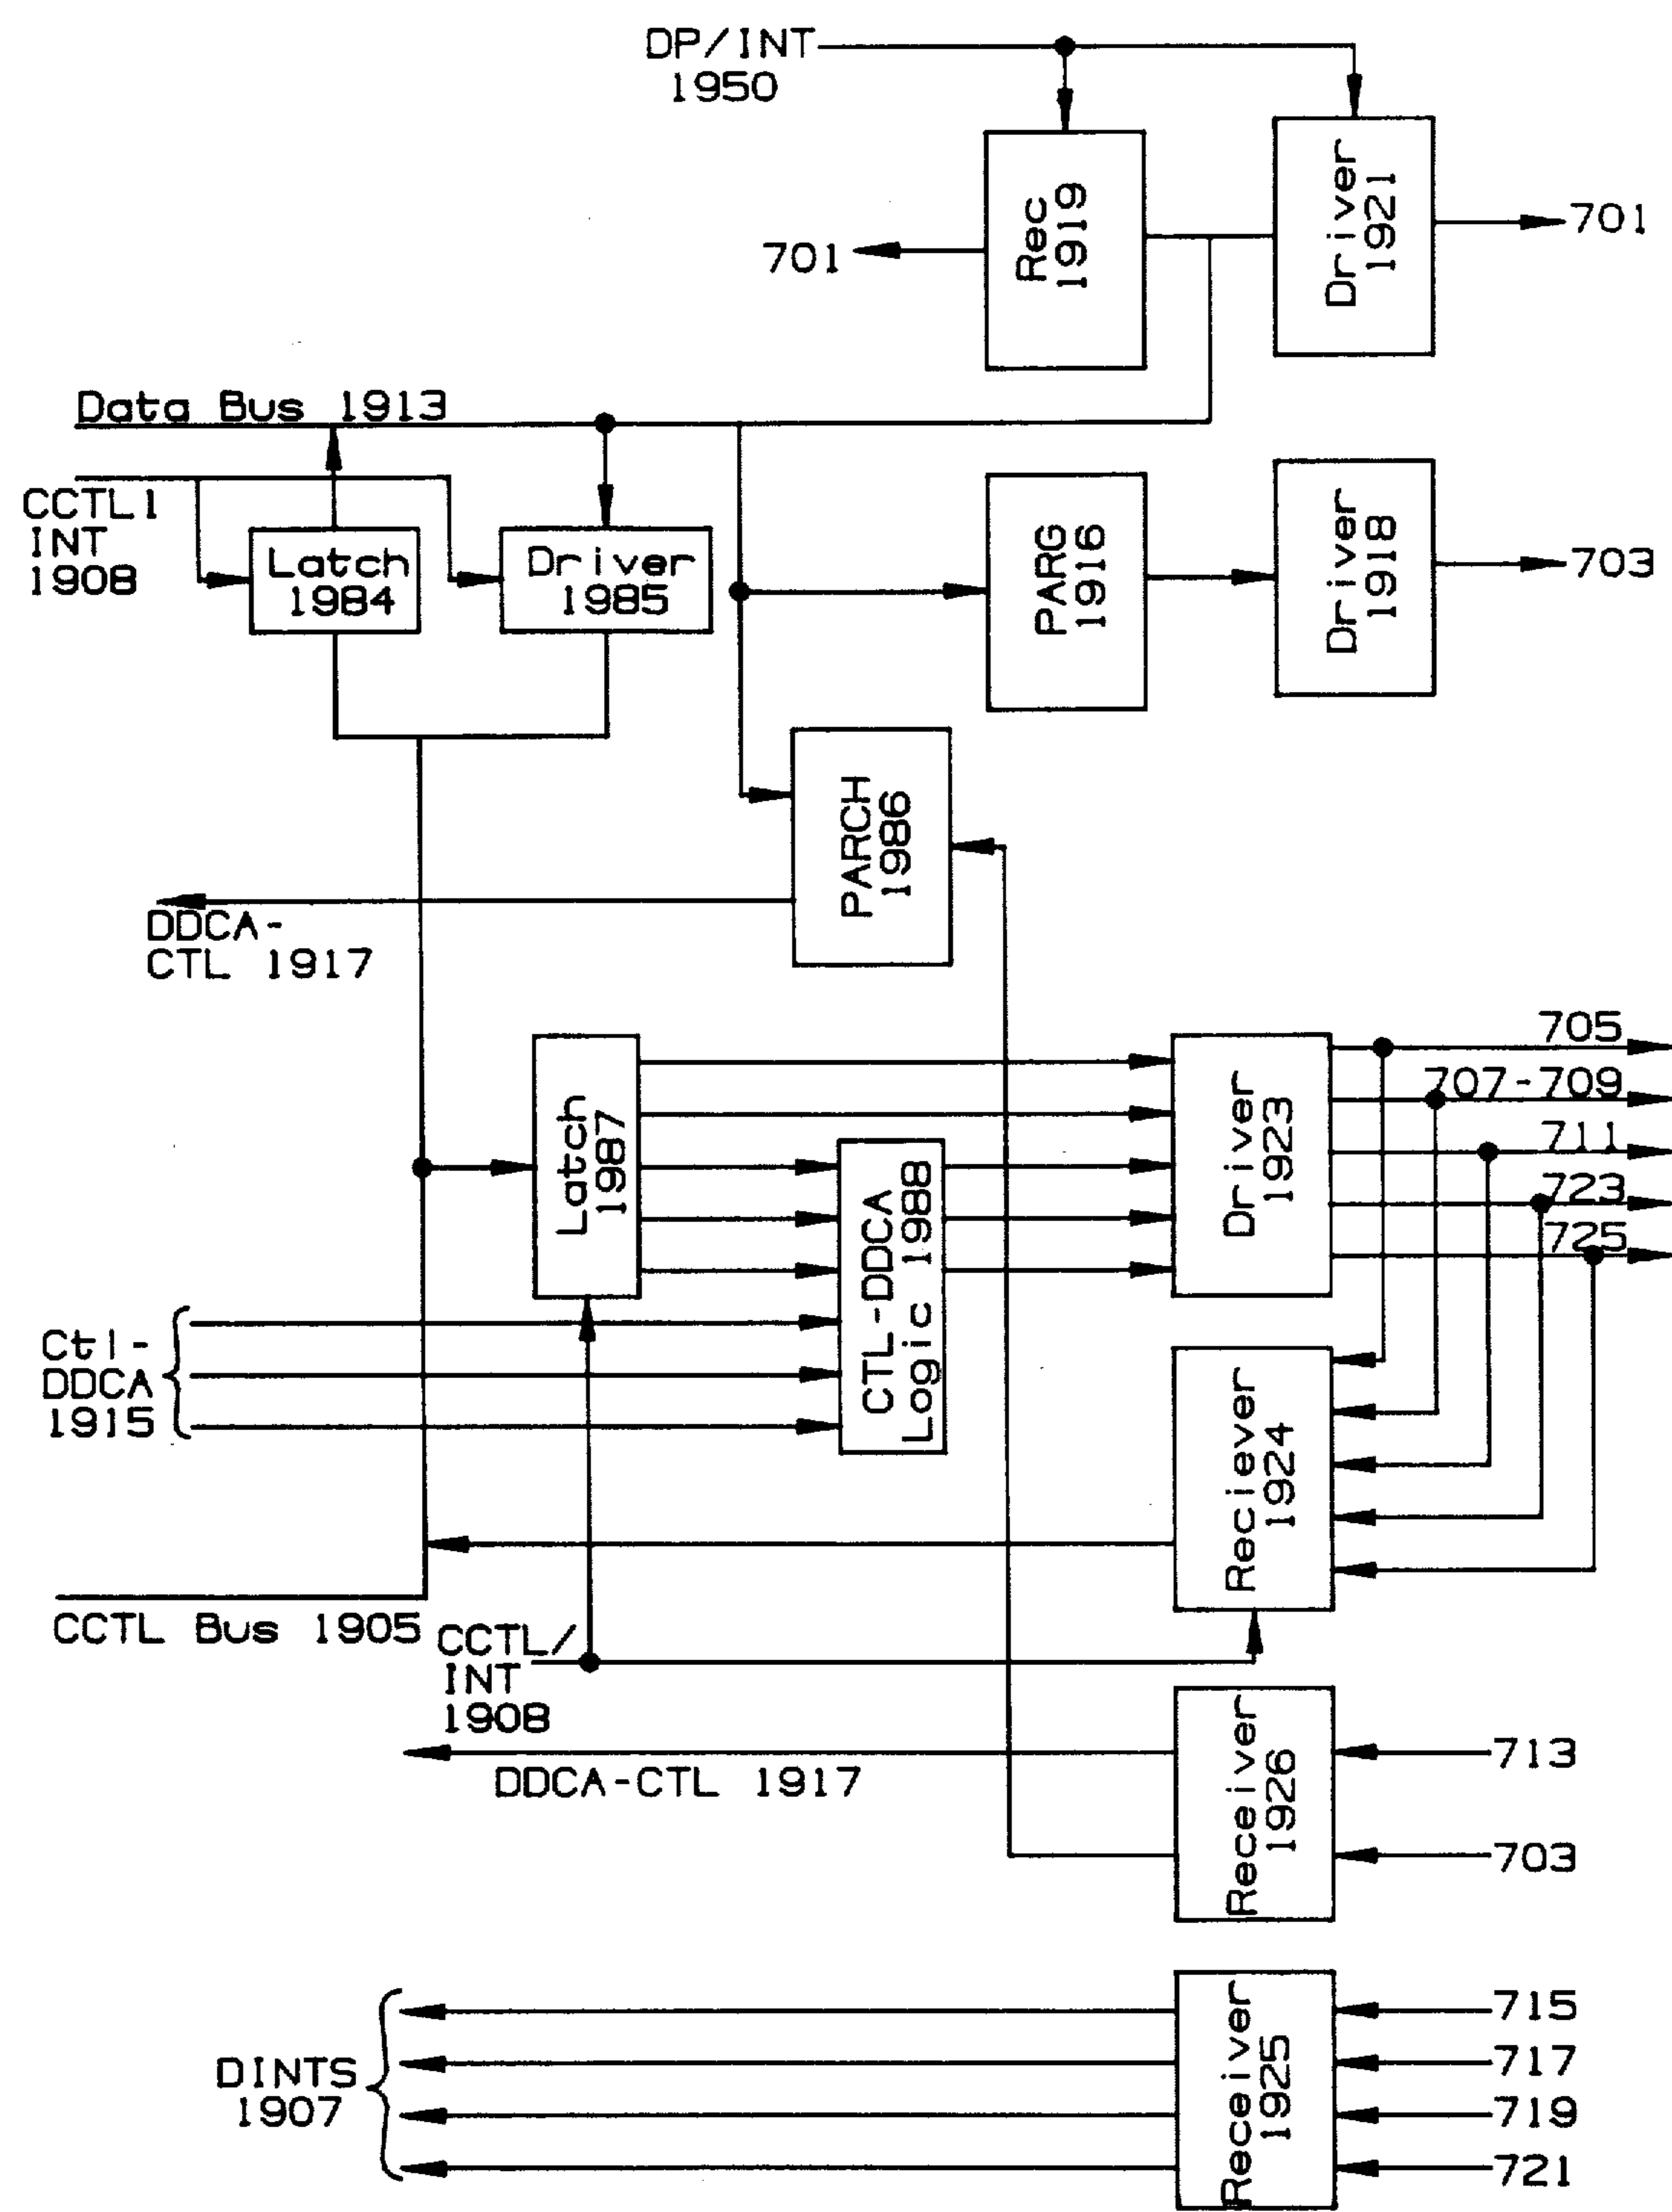 DP/INT
1950
Rec
1919
Driver
1921
701
701
Data Bus 1913
CCTL1
INT
1908
Latch
1984
Driver
1985
PARG
1916
Driver
1918
703
PARCH
1986
DDCA-
CTL 1917
Latch
1987
CTL-DDCA
Logic 1988
Driver
1923
705
707-709
711
723
725
Ctl-
DDCA
1915
Reciever
1924
CCTL Bus 1905
CCTL/
INT
1908
DDCA-CTL 1917
Receiver
1926
713
703
DINTS
1907
Receiver
1925
715
717
719
721